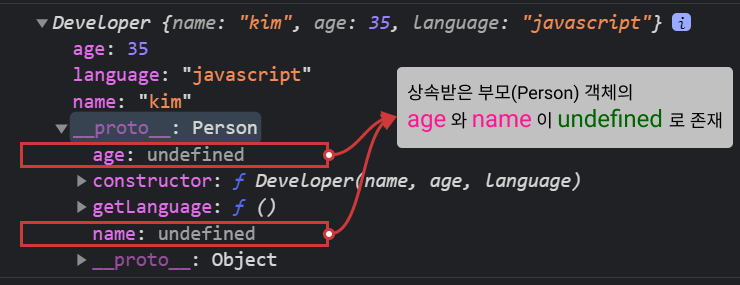 Developer {name: "kim", age: 35, language: "javascript"} i
age: 35
language: "javascript"
name: "kim"
__proto__: Person
age: undefined
constructor: ƒ Developer(name, age, language)
getLanguage: ƒ ()
name: undefined
__proto__: Object
상속받은 부모(Person) 객체의
age 와 name 이 undefined 로 존재